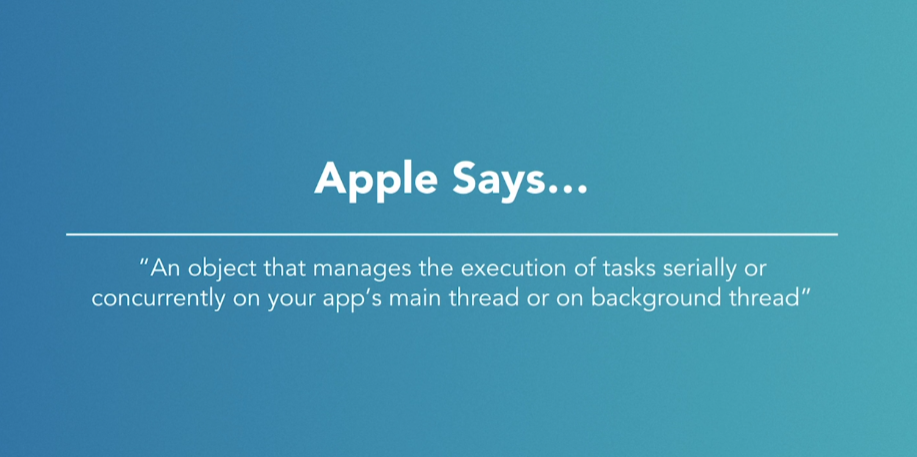 Apple Says...
“An object that manages the execution of tasks serially or
concurrently on your app’s main thread or on background thread”